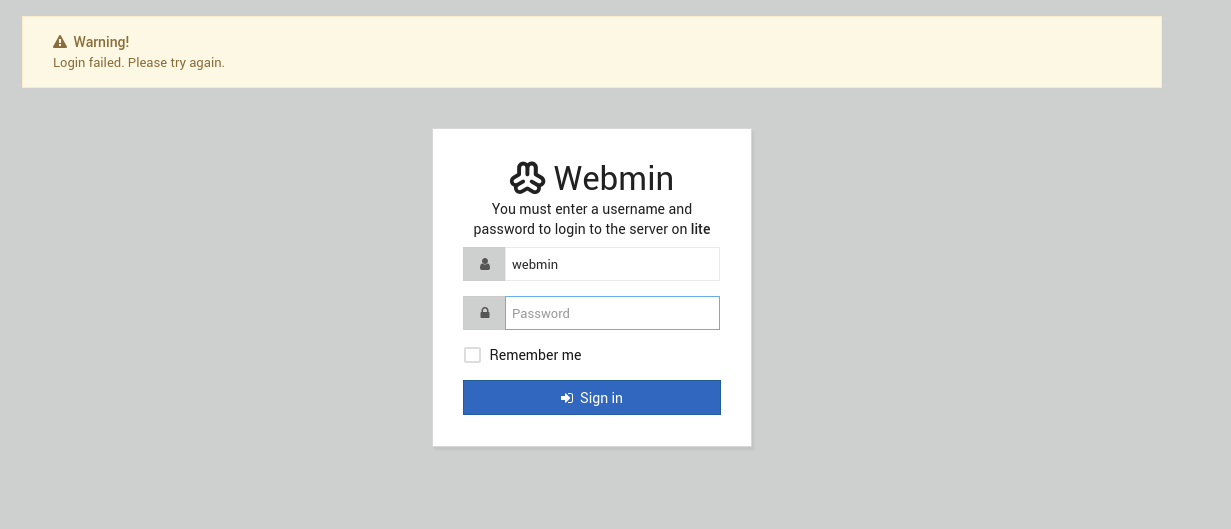 Warning!
Login failed. Please try again.
Webmin
You must enter a username and
password to login to the server on lite
webmin
Password
Remember me
Sign in